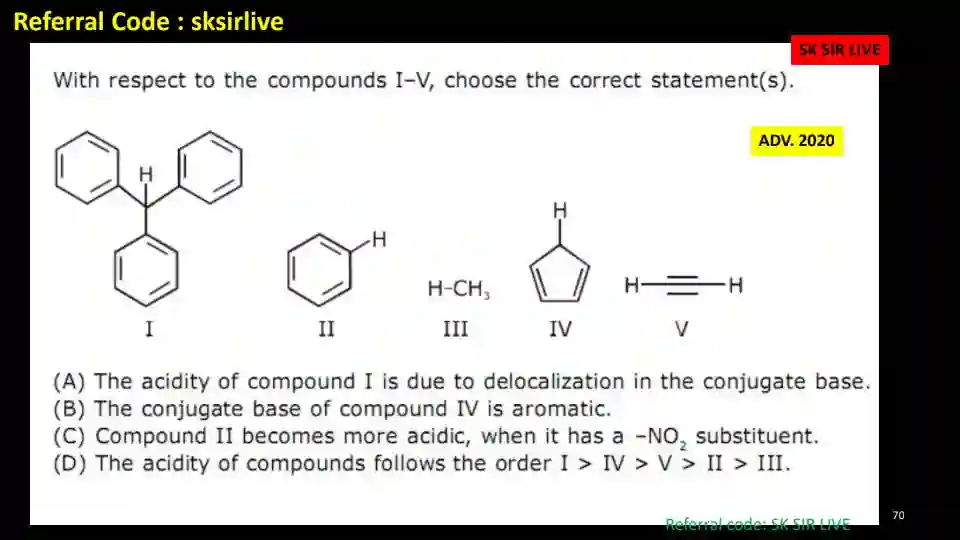 Referral Code : sksirlive
SK SIR LIVE
With respect to the compounds I–V, choose the correct statement(s).
ADV. 2020
H
H
H
H-CH₃
H
H
I
II
III
IV
V
(A) The acidity of compound I is due to delocalization in the conjugate base.
(B) The conjugate base of compound IV is aromatic.
(C) Compound II becomes more acidic, when it has a –NO₂ substituent.
(D) The acidity of compounds follows the order I > IV > V > II > III.
Referral code: SK SIR LIVE
70